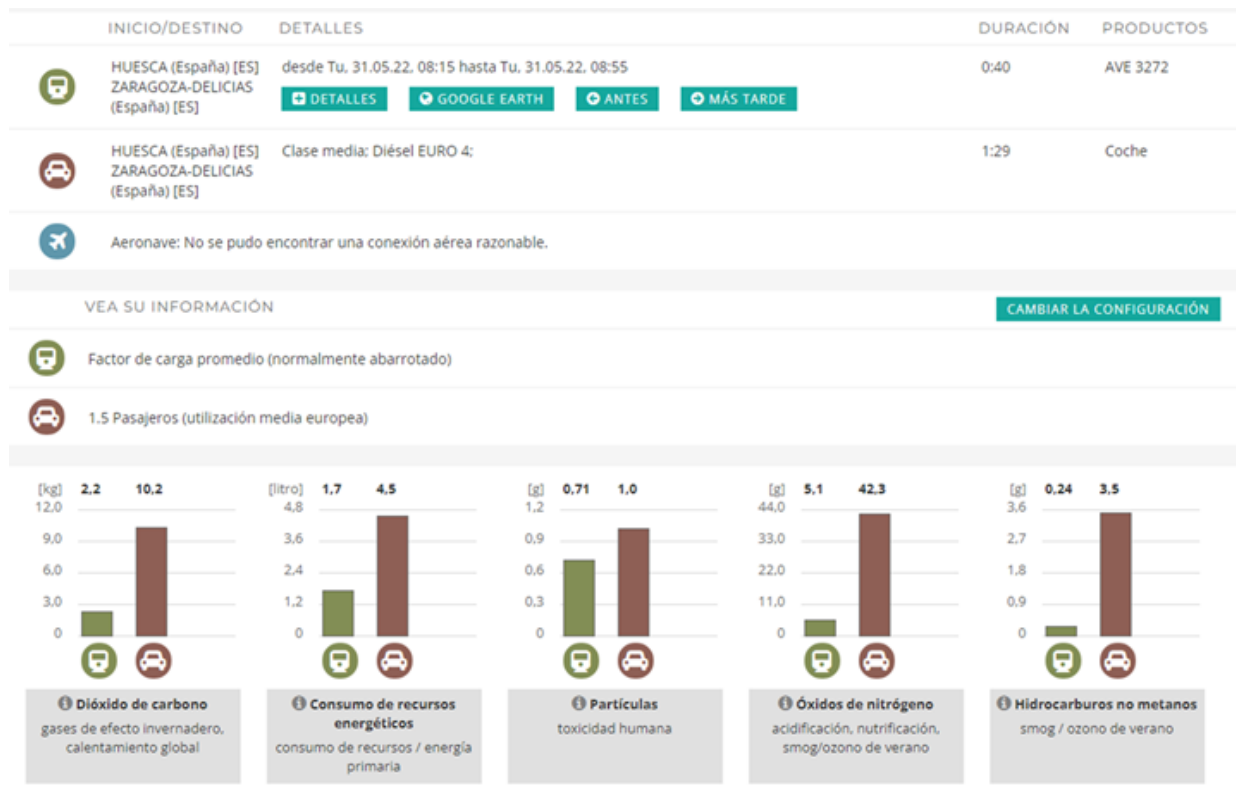 INICIO/DESTINO DETALLES DURACIÓN PRODUCTOS
HUESCA (España) [ES] desde Tu, 31.05.22, 08:15 hasta Tu, 31.05.22, 08:55 0:40 AVE 3272
ZARAGOZA-DELICIAS
(España) [ES]
DETALLES GOOGLE EARTH ANTES MÁS TARDE
HUESCA (España) [ES] Clase media; Diésel EURO 4; 1:29 Coche
ZARAGOZA-DELICIAS
(España) [ES]
Aeronave: No se pudo encontrar una conexión aérea razonable.
VEA SU INFORMACIÓN CAMBIAR LA CONFIGURACIÓN
Factor de carga promedio (normalmente abarrotado)
1.5 Pasajeros (utilización media europea)
[kg] 2,2 10,2
12,0
9,0
6,0
3,0
0
Dióxido de carbono
gases de efecto invernadero,
calentamiento global
[litro] 1,7 4,5
4,8
3,6
2,4
1,2
0
Consumo de recursos
energéticos
consumo de recursos / energía
primaria
[g] 0,71 1,0
1,2
0,9
0,6
0,3
0
Partículas
toxicidad humana
[g] 5,1 42,3
44,0
33,0
22,0
11,0
0
Óxidos de nitrógeno
acidificación, nutrificación,
smog/ozono de verano
[g] 0,24 3,5
3,6
2,7
1,8
0,9
0
Hidrocarburos no metanos
smog / ozono de verano